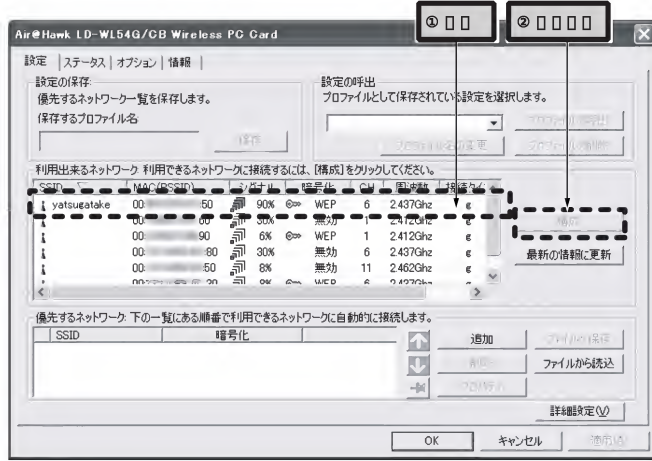 ① □□
② □□□□
Air@Hawk LD-WL54G/CB Wireless PC Card
設定 ステータス オプション 情報
設定の保存
優先するネットワーク一覧を保存します。
保存するプロファイル名
保存
設定の呼出
プロファイルとして保存されている設定を選択します。
利用出来るネットワーク 利用できるネットワークに接続するには、[構成]をクリックしてください。
SSID MAC(BSSID) シグナル 暗号化 CH 周波数
yatsugatake 00: :50 90% WEP 6 2.437Ghz g
00: :60 30% 無効 1 2.412Ghz g
00: :90 6% WEP 1 2.412Ghz g
00: :80 30% 無効 6 2.437Ghz g
00: :50 8% 無効 11 2.462Ghz g
構成
最新の情報に更新
優先するネットワーク 下の一覧にある順番で利用できるネットワークに自動的に接続します。
SSID 暗号化
追加
ファイルから読込
詳細設定(V)
OK キャンセル